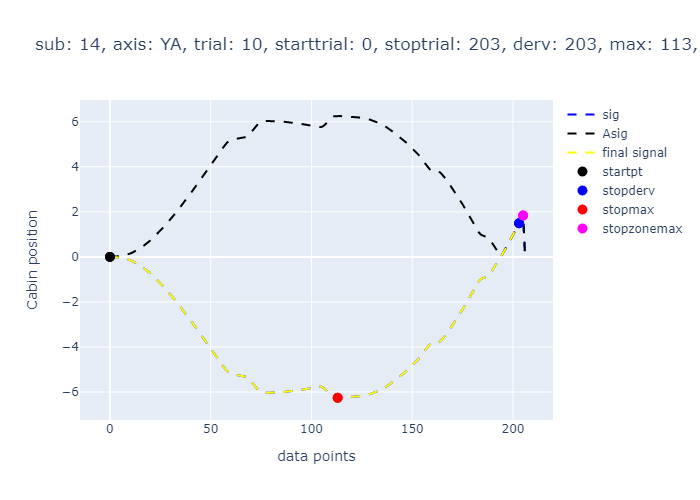 sub: 14, axis: YA, trial: 10, starttrial: 0, stoptrial: 203, derv: 203, max: 113,
6
4
2
0
−2
−4
−6
Cabin position
0
50
100
150
200
data points
sig
Asig
final signal
startpt
stopderv
stopmax
stopzonemax